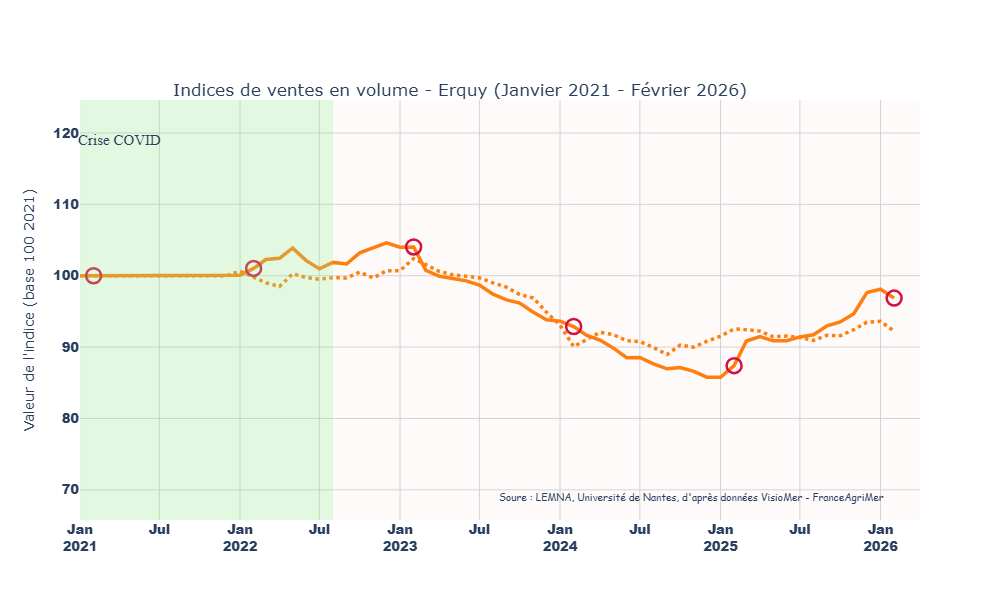 Indices de ventes en volume - Erquy (Janvier 2021 - Février 2026)
Valeur de l'indice (base 100 2021)
120
110
100
90
80
70
Crise COVID
Soure : LEMNA, Université de Nantes, d'après données VisioMer - FranceAgriMer
Jan Jul Jan Jul Jan Jul Jan Jul Jan Jul Jan
2021 2022 2023 2024 2025 2026